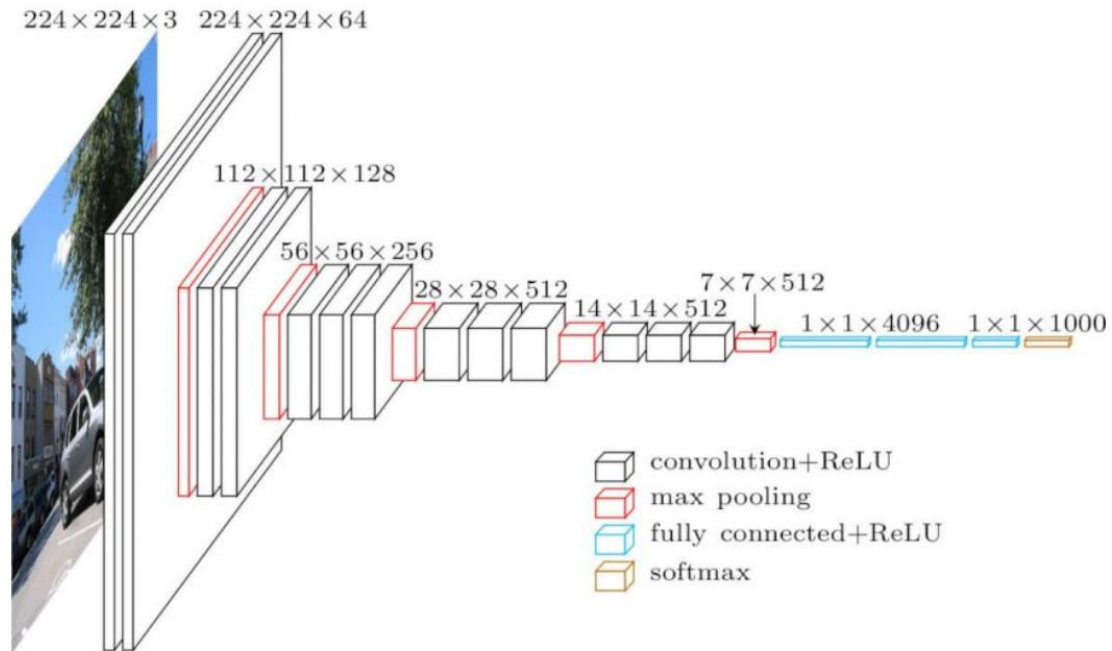 224×224×3
224×224×64
112×112×128
56×56×256
28×28×512
14×14×512
7×7×512
1×1×4096
1×1×1000
convolution+ReLU
max pooling
fully connected+ReLU
softmax